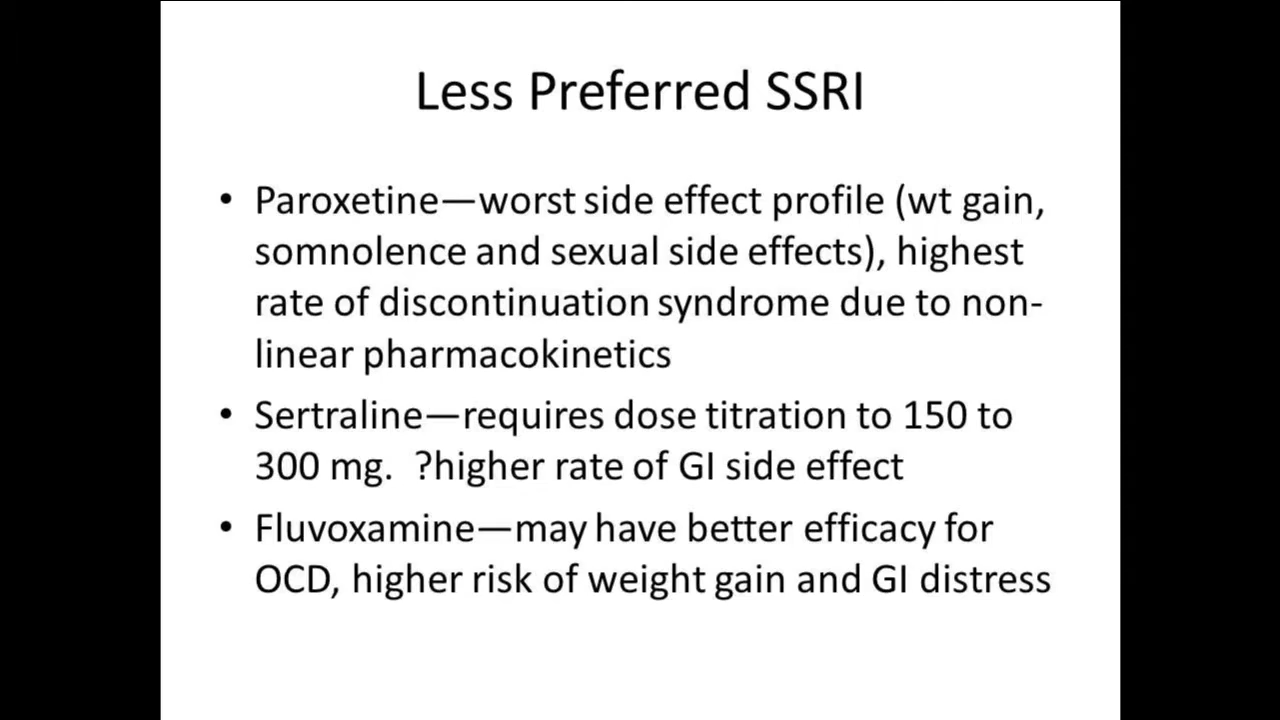 Less Preferred SSRI
• Paroxetine—worst side effect profile (wt gain,
somnolence and sexual side effects), highest
rate of discontinuation syndrome due to non-
linear pharmacokinetics
• Sertraline—requires dose titration to 150 to
300 mg.  ?higher rate of GI side effect
• Fluvoxamine—may have better efficacy for
OCD, higher risk of weight gain and GI distress